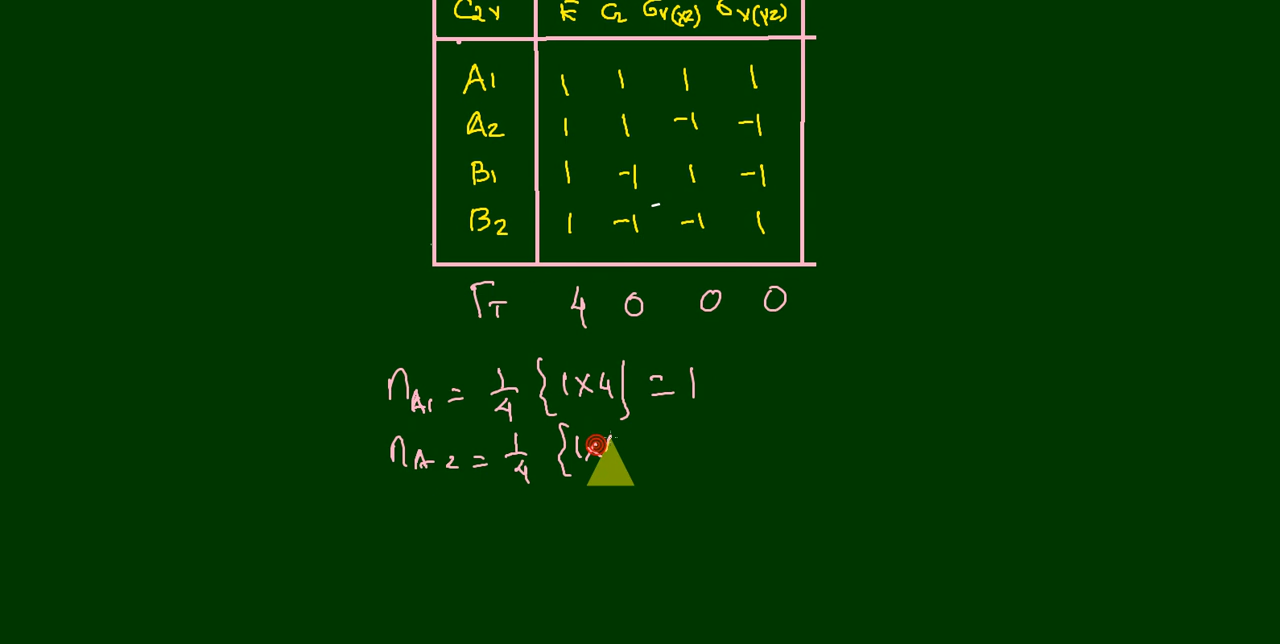 C2v E C2 σv(xz) σv(yz)
A1 1 1 1 1
A2 1 1 -1 -1
B1 1 -1 1 -1
B2 1 -1 -1 1
ΓT 4 0 0 0
nA1 = 1/4 {1×4} = 1
nA2 = 1/4 {1×